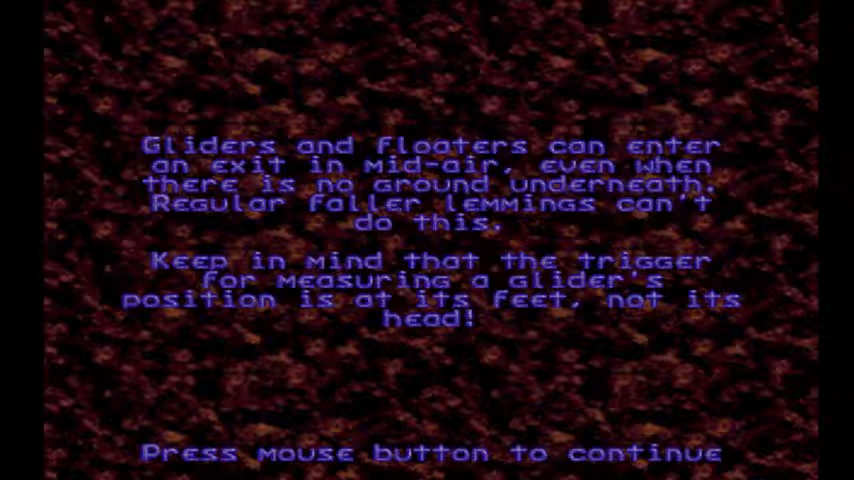 Gliders and floaters can enter
an exit in mid-air, even when
there is no ground underneath.
Regular faller lemmings can't
do this.
Keep in mind that the trigger
for measuring a glider's
position is at its feet, not its
head!
Press mouse button to continue